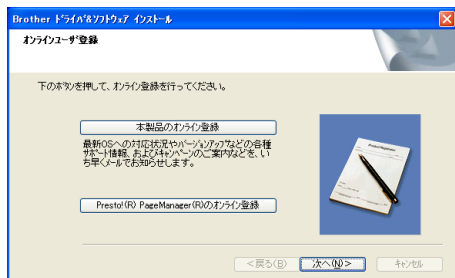 Brother ドライバ&ソフトウェア インストール
オンラインユーザ登録
下のボタンを押して、オンライン登録を行ってください。
本製品のオンライン登録
最新OSへの対応状況やバージョンアップなどの各種
サポート情報、およびキャンペーンのご案内などを、い
ち早くメールでお知らせします。
Presto!(R) PageManager(R)のオンライン登録
Product Registration
<戻る(B)
次へ(N)>
キャンセル